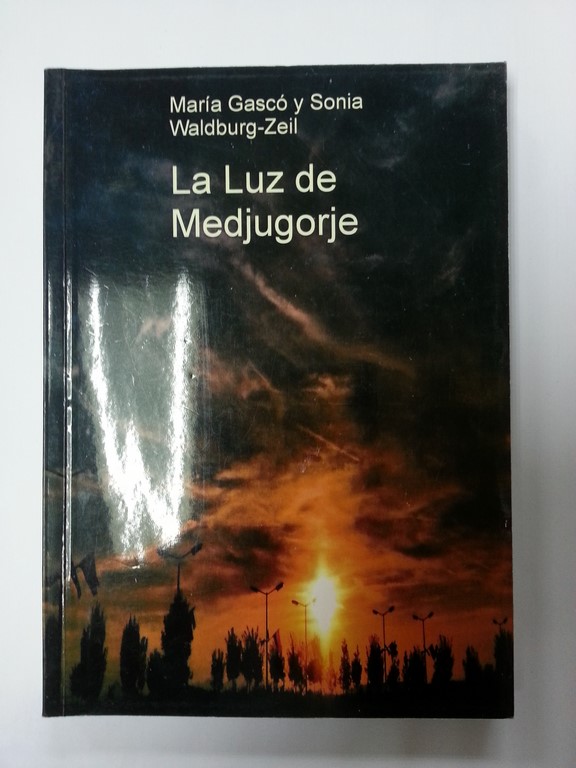 María Gascó y Sonia
Waldburg-Zeil
La Luz de
Medjugorje